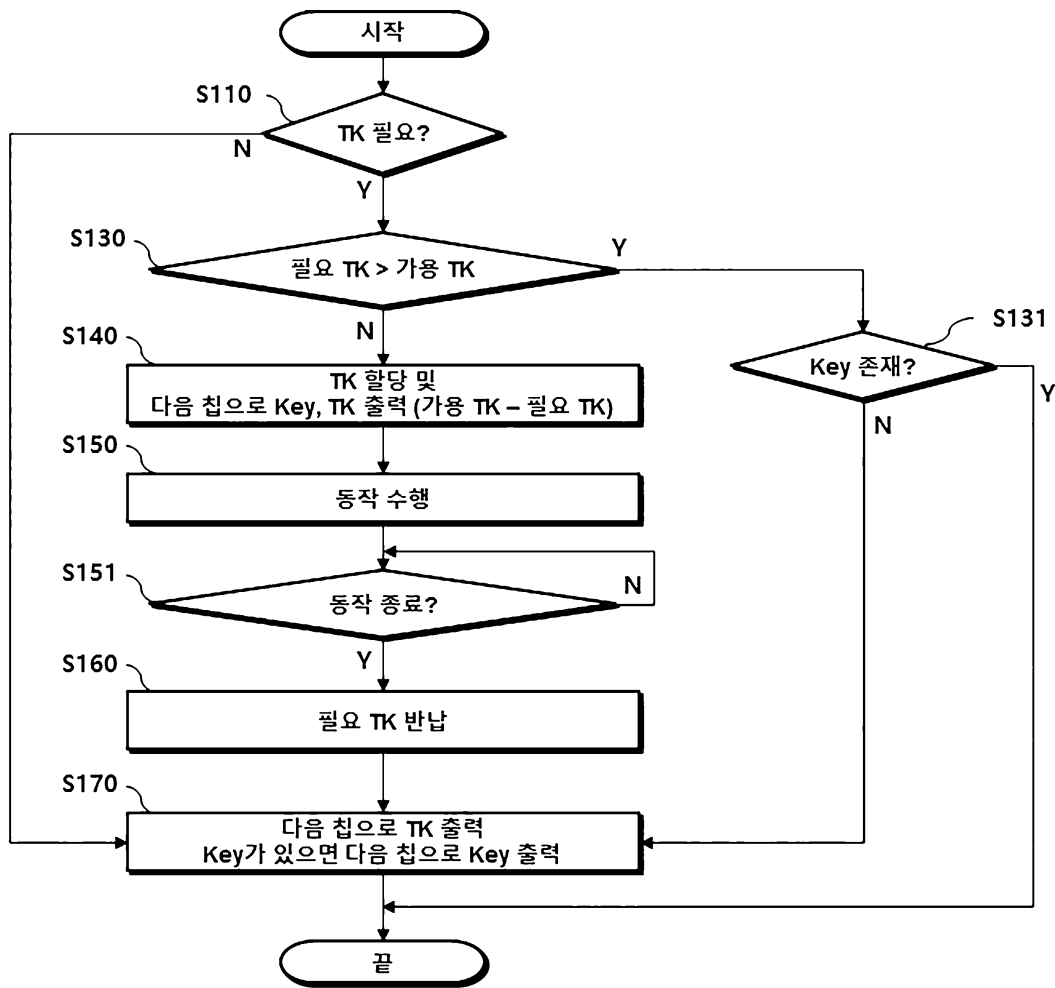 시작
S110
TK 필요?
N
Y
S130
필요 TK > 가용 TK
Y
N
S131
Key 존재?
Y
N
S140
TK 할당 및
다음 칩으로 Key, TK 출력 (가용 TK – 필요 TK)
S150
동작 수행
S151
동작 종료?
N
Y
S160
필요 TK 반납
S170
다음 칩으로 TK 출력
Key가 있으면 다음 칩으로 Key 출력
끝